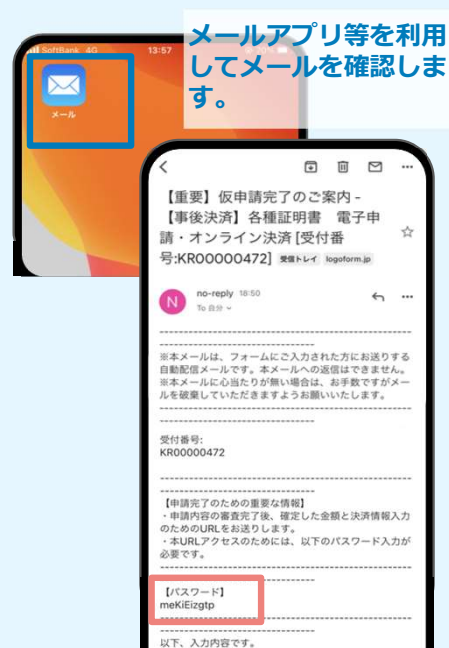 メールアプリ等を利用
してメールを確認しま
す。
SoftBank 4G
13:57
メール
【重要】仮申請完了のご案内 -
【事後決済】各種証明書　電子申
請・オンライン決済 [受付番
号:KR00000472] 受信トレイ logoform.jp
N
no-reply 18:50
To 自分
--------------------------------------------------
------------------------------
※本メールは、フォームにご入力された方にお送りする
自動配信メールです。本メールへの返信はできません。
※本メールに心当たりが無い場合は、お手数ですがメー
ルを破棄していただきますようお願いいたします。
--------------------------------------------------
------------------------------
受付番号:
KR00000472
--------------------------------------------------
------------------------------
【申請完了のための重要な情報】
・申請内容の審査完了後、確定した金額と決済情報入力
のためのURLをお送りします。
・本URLアクセスのためには、以下のパスワード入力が
必要です。
--------------------------------------------------
------------------------------
【パスワード】
meKiEizgtp
--------------------------------------------------
------------------------------
以下、入力内容です。